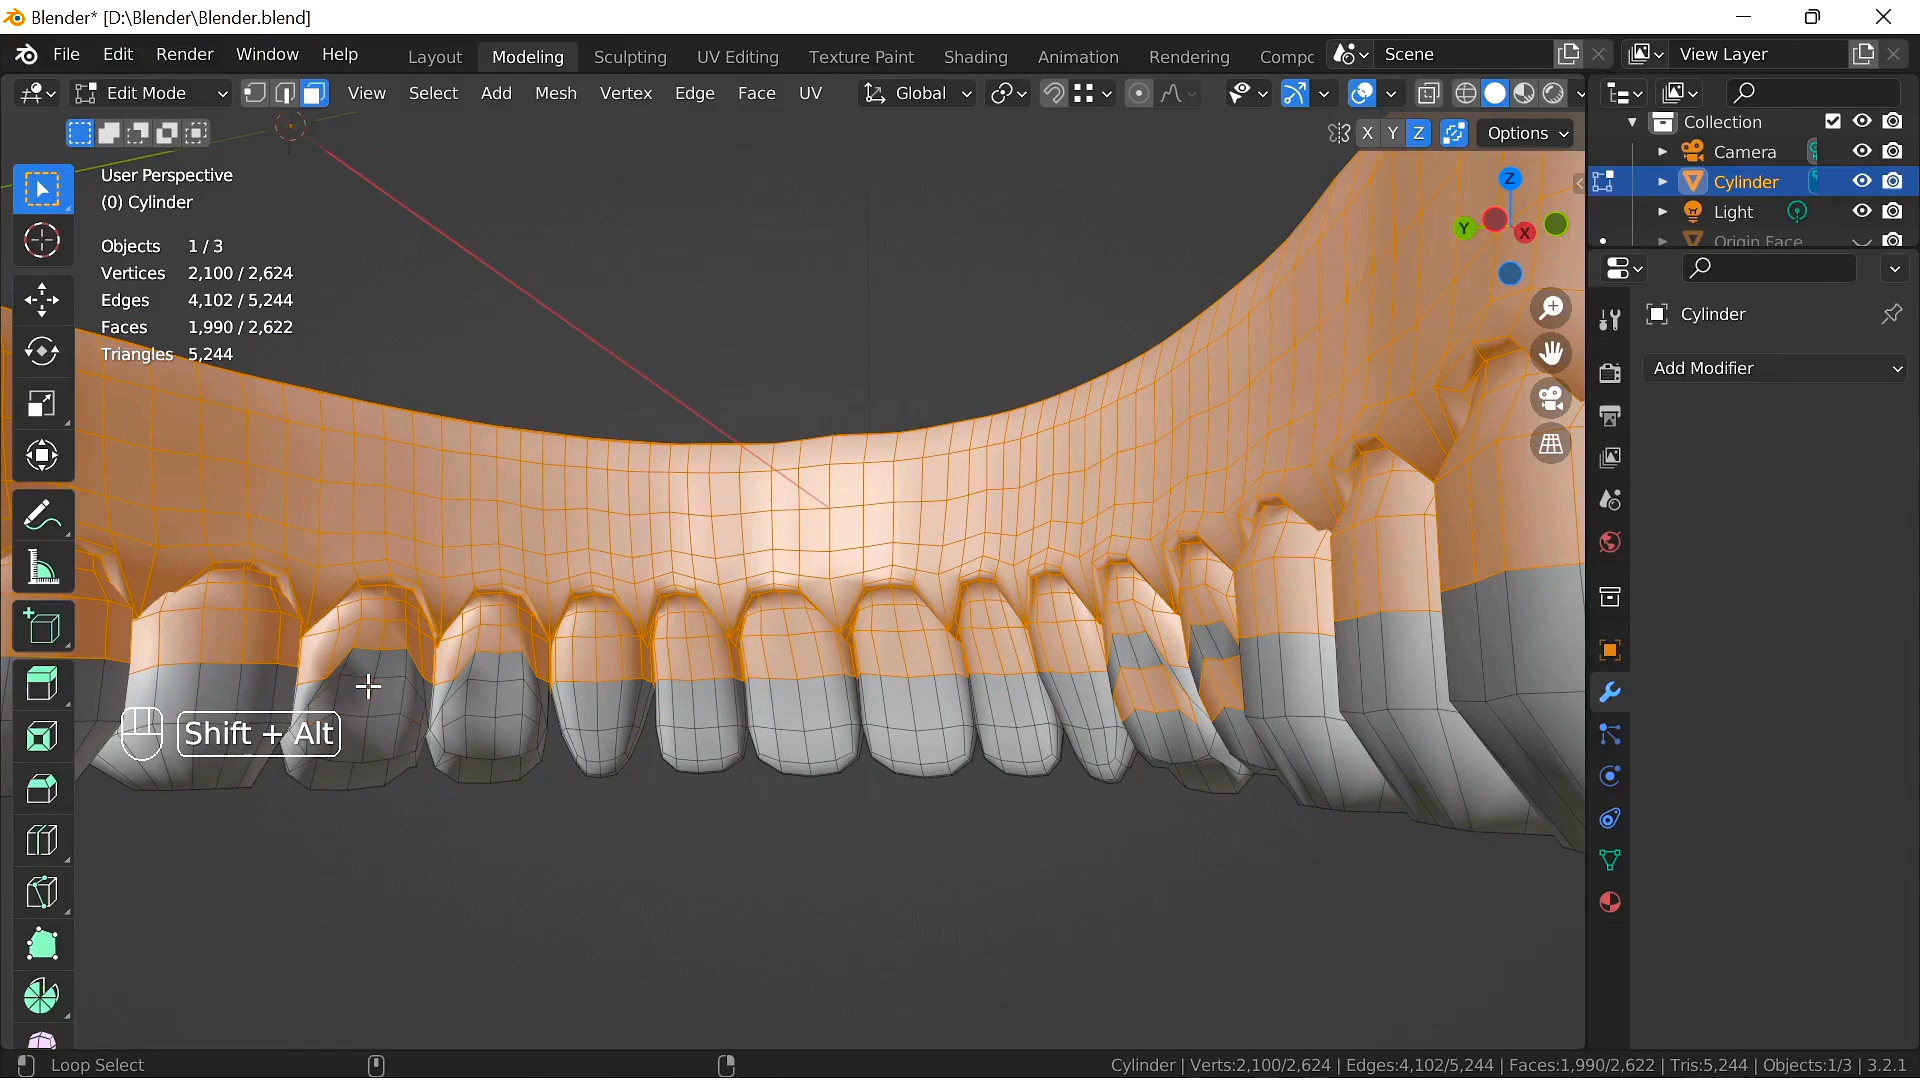 Blender* [D:\Blender\Blender.blend]
File Edit Render Window Help Layout Modeling Sculpting UV Editing Texture Paint Shading Animation Rendering Compc Scene View Layer
Edit Mode View Select Add Mesh Vertex Edge Face UV Global
X Y Z Options
Collection
Camera
Cylinder
Light
Origin Face
User Perspective
(0) Cylinder
Objects 1 / 3
Vertices 2,100 / 2,624
Edges 4,102 / 5,244
Faces 1,990 / 2,622
Triangles 5,244
Z
Y
X
Cylinder
Add Modifier
Shift + Alt
Loop Select
Cylinder | Verts:2,100/2,624 | Edges:4,102/5,244 | Faces:1,990/2,622 | Tris:5,244 | Objects:1/3 | 3.2.1